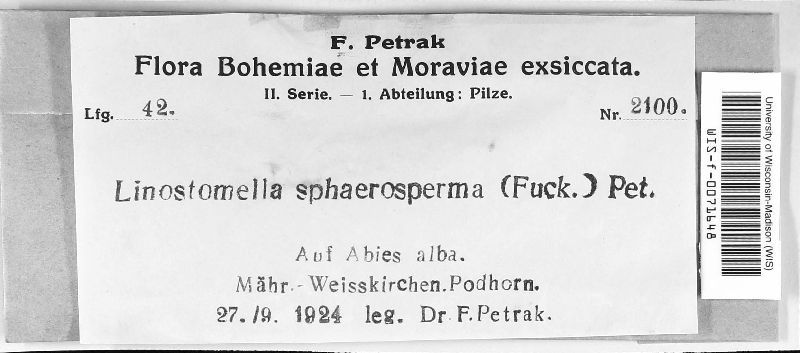 F. Petrak
Flora Bohemiae et Moraviae exsiccata.
II. Serie. — 1. Abteilung: Pilze.
Lfg. 42.
Nr. 2100.
Linostomella sphaerosperma (Fuck.) Pet.
Auf Abies alba.
Mähr.-Weisskirchen.Podhorn.
27./9. 1924 leg. Dr F. Petrak.
University of Wisconsin-Madison (WIS)
WIS-f-0071648